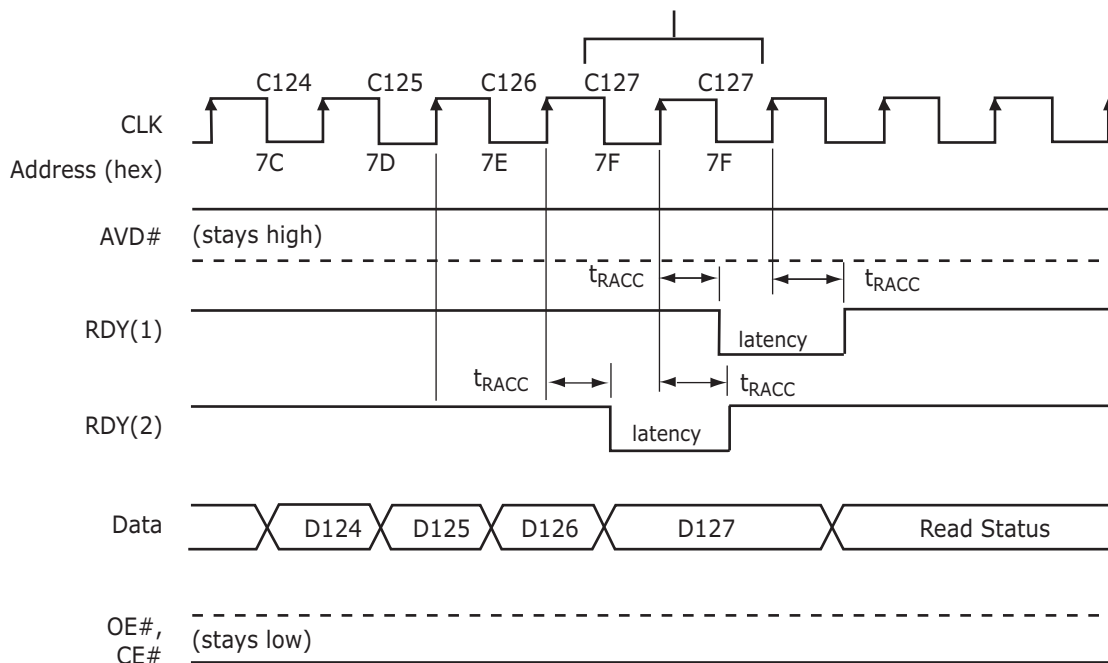 C124 C125 C126 C127 C127
CLK
Address (hex) 7C 7D 7E 7F 7F
AVD# (stays high)
tRACC tRACC
RDY(1) latency
tRACC tRACC
RDY(2) latency
Data D124 D125 D126 D127 Read Status
OE#,
CE# (stays low)